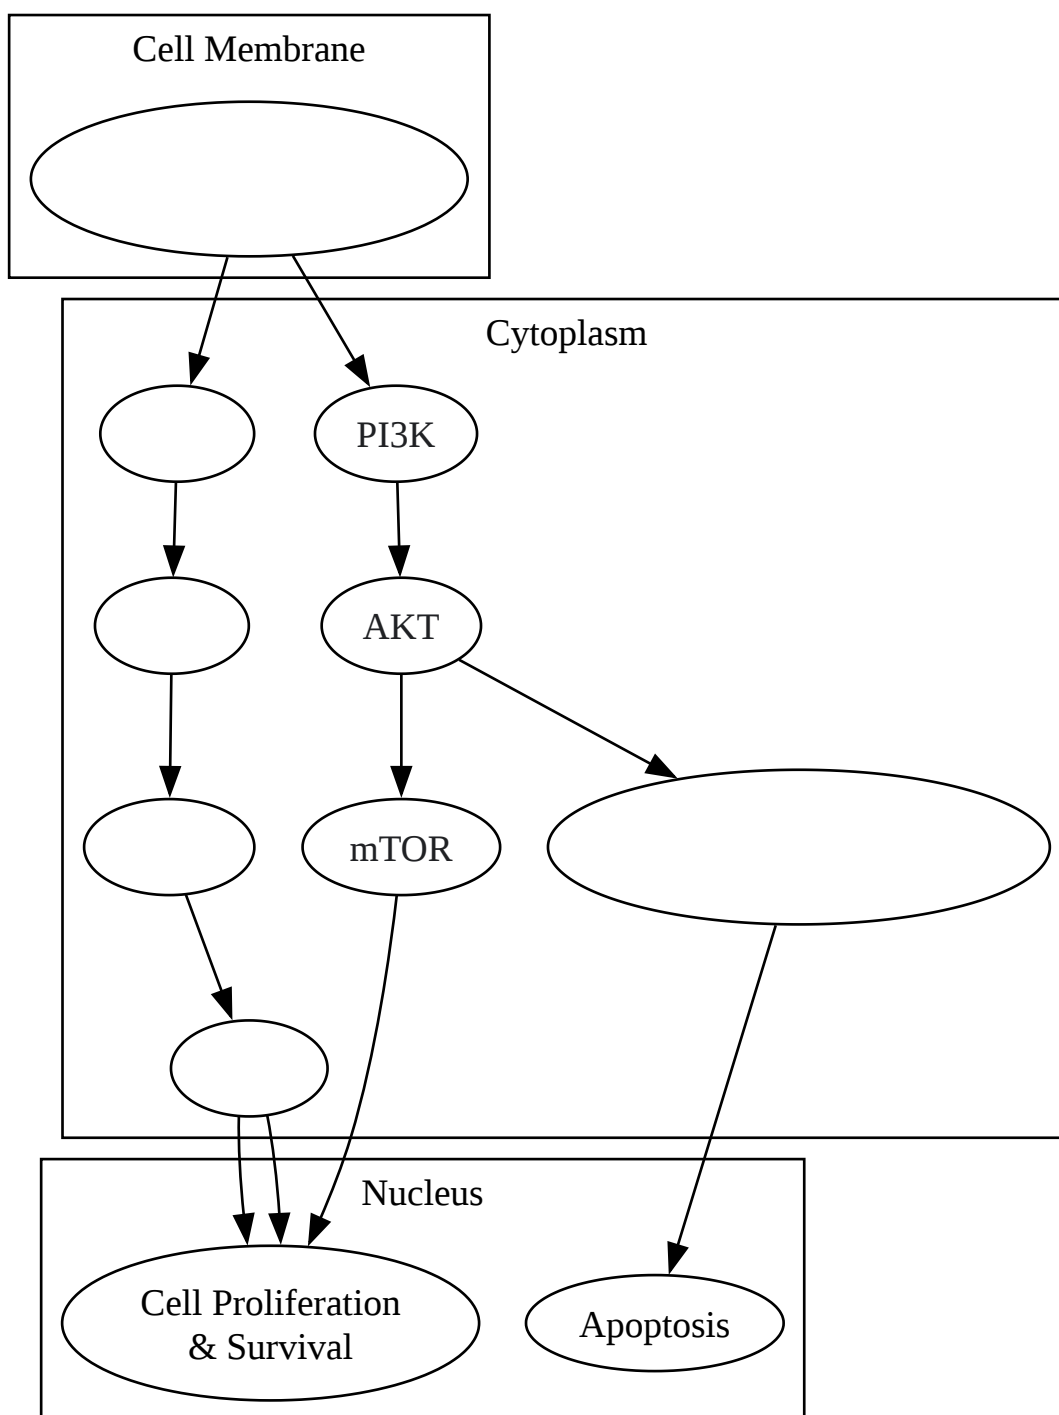 Cell Membrane
Cytoplasm
PI3K
AKT
mTOR
Nucleus
Cell Proliferation
& Survival
Apoptosis